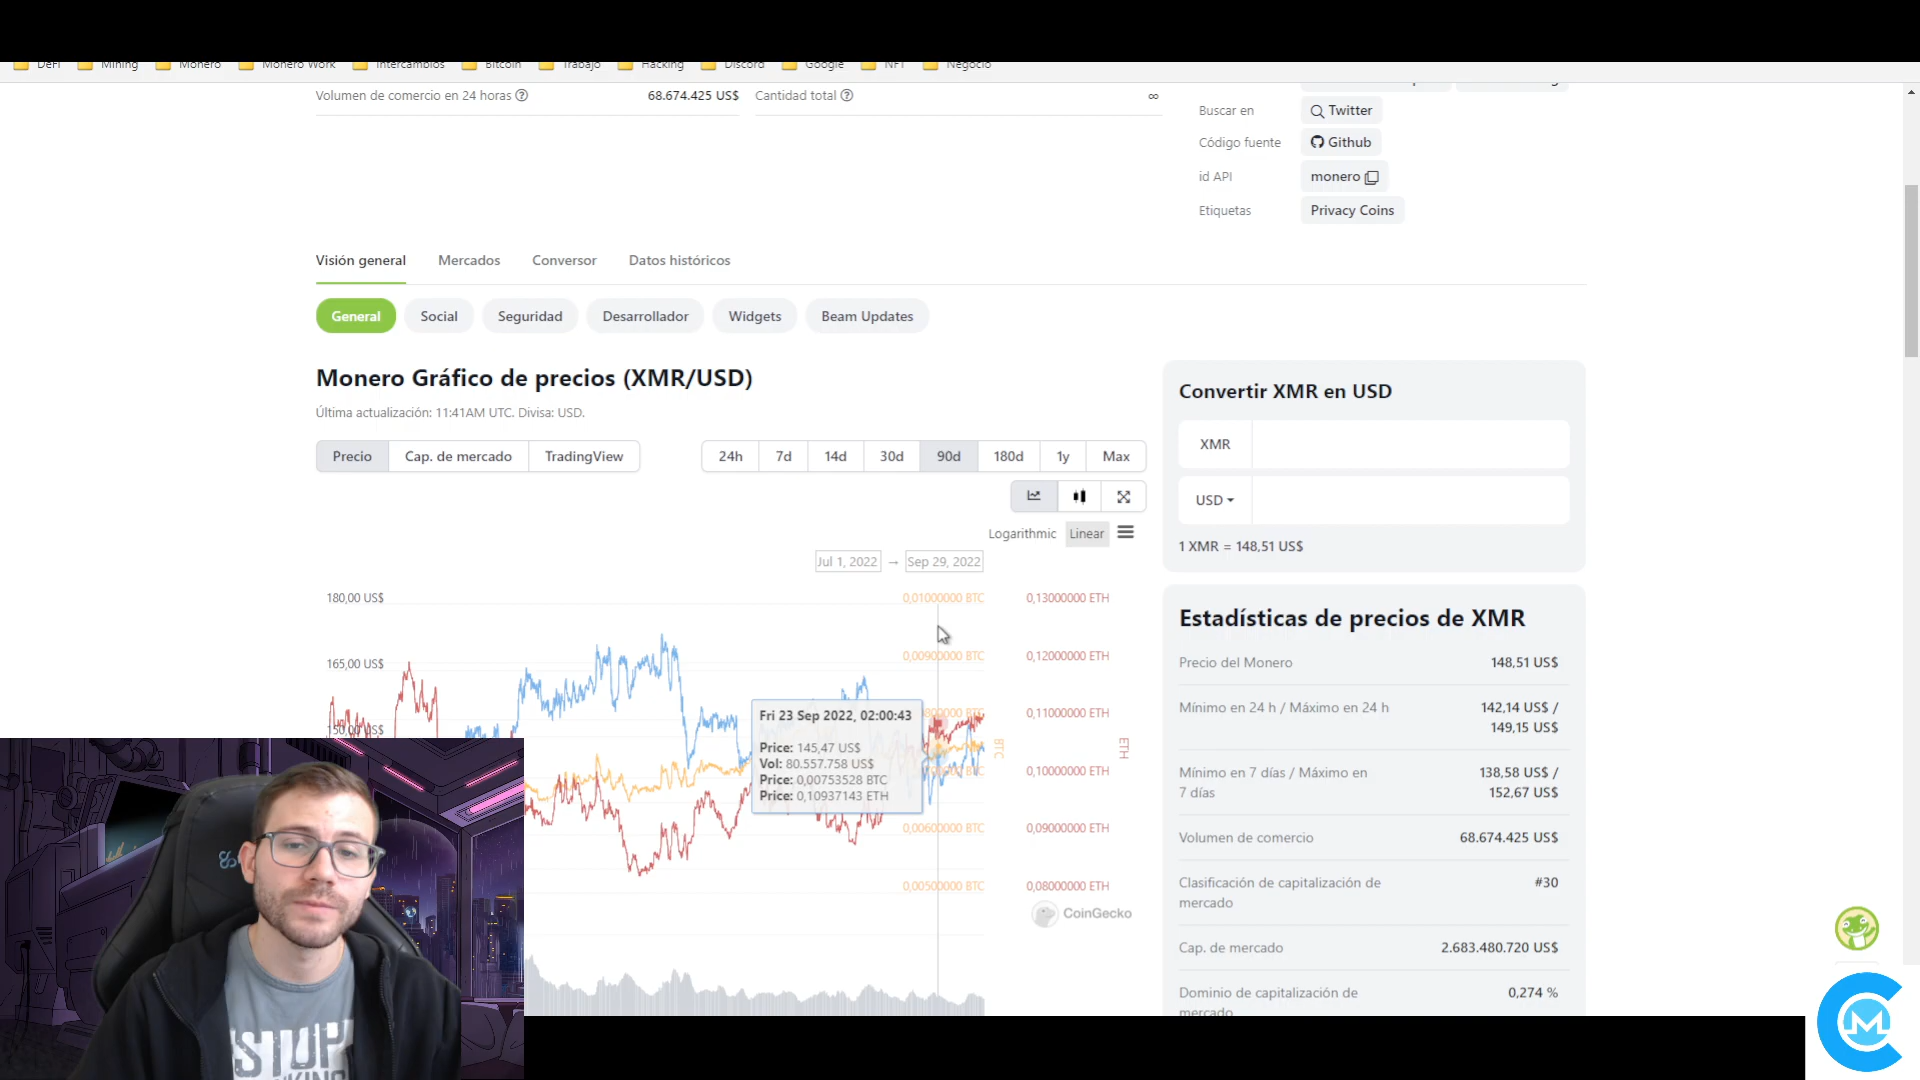 DeFi Mining Monero Monero Work Intercambios Bitcoin Trabajo Hacking Discord Google NFT Negocio
Volumen de comercio en 24 horas 68.674.425 US$ Cantidad total ∞
Buscar en Twitter
Código fuente Github
id API monero
Etiquetas Privacy Coins
Visión general Mercados Conversor Datos históricos
General Social Seguridad Desarrollador Widgets Beam Updates
Monero Gráfico de precios (XMR/USD)
Última actualización: 11:41AM UTC. Divisa: USD.
Precio Cap. de mercado TradingView 24h 7d 14d 30d 90d 180d 1y Max
Logarithmic Linear
Jul 1, 2022 → Sep 29, 2022
180,00 US$ 0,01000000 BTC 0,13000000 ETH
0,00900000 BTC 0,12000000 ETH
165,00 US$
0,11000000 ETH
150,00 US$
BTC ETH
0,10000000 ETH
0,00600000 BTC 0,09000000 ETH
0,00500000 BTC 0,08000000 ETH
Fri 23 Sep 2022, 02:00:43
Price: 145,47 US$
Vol: 80.557.758 US$
Price: 0,00753528 BTC
Price: 0,10937143 ETH
CoinGecko
Convertir XMR en USD
XMR
USD
1 XMR = 148,51 US$
Estadísticas de precios de XMR
Precio del Monero 148,51 US$
Mínimo en 24 h / Máximo en 24 h 142,14 US$ /
149,15 US$
Mínimo en 7 días / Máximo en 138,58 US$ /
7 días 152,67 US$
Volumen de comercio 68.674.425 US$
Clasificación de capitalización de #30
mercado
Cap. de mercado 2.683.480.720 US$
Dominio de capitalización de 0,274 %
mercado
STOP